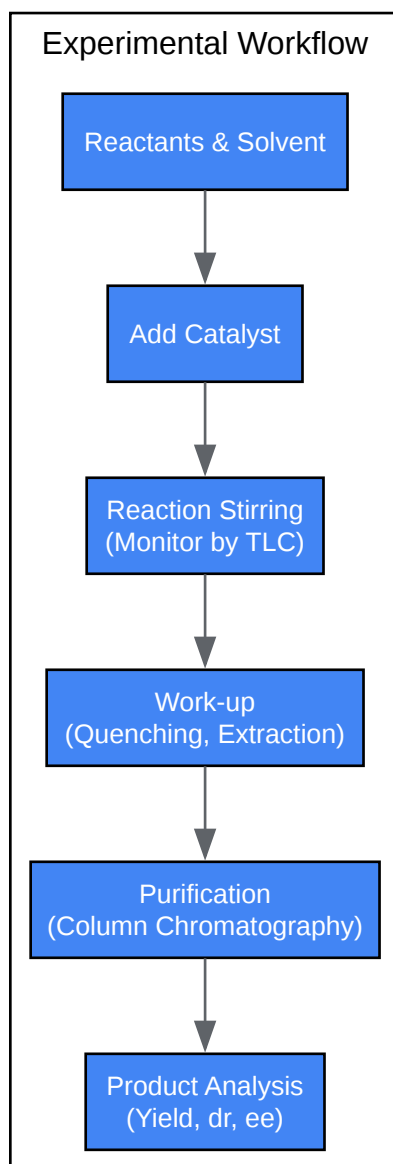 Experimental Workflow
Reactants & Solvent
Add Catalyst
Reaction Stirring
(Monitor by TLC)
Work-up
(Quenching, Extraction)
Purification
(Column Chromatography)
Product Analysis
(Yield, dr, ee)